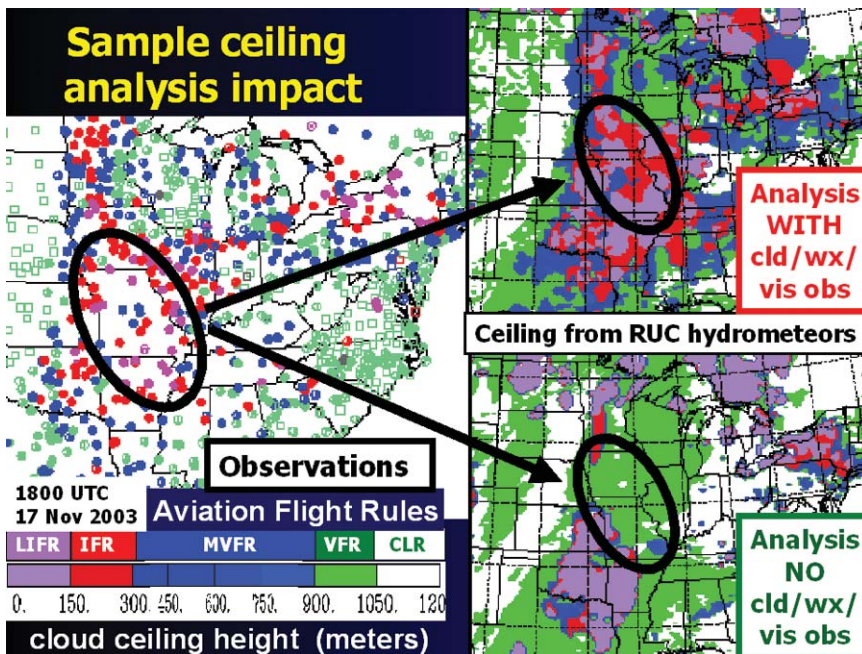 Sample ceiling
analysis impact
Analysis
WITH
cld/wx/
vis obs
Ceiling from RUC hydrometeors
Observations
1800 UTC
17 Nov 2003
Aviation Flight Rules
LIFR IFR MVFR VFR CLR
0. 150. 300. 450. 600. 750. 900. 1050. 120
cloud ceiling height (meters)
Analysis
NO
cld/wx/
vis obs